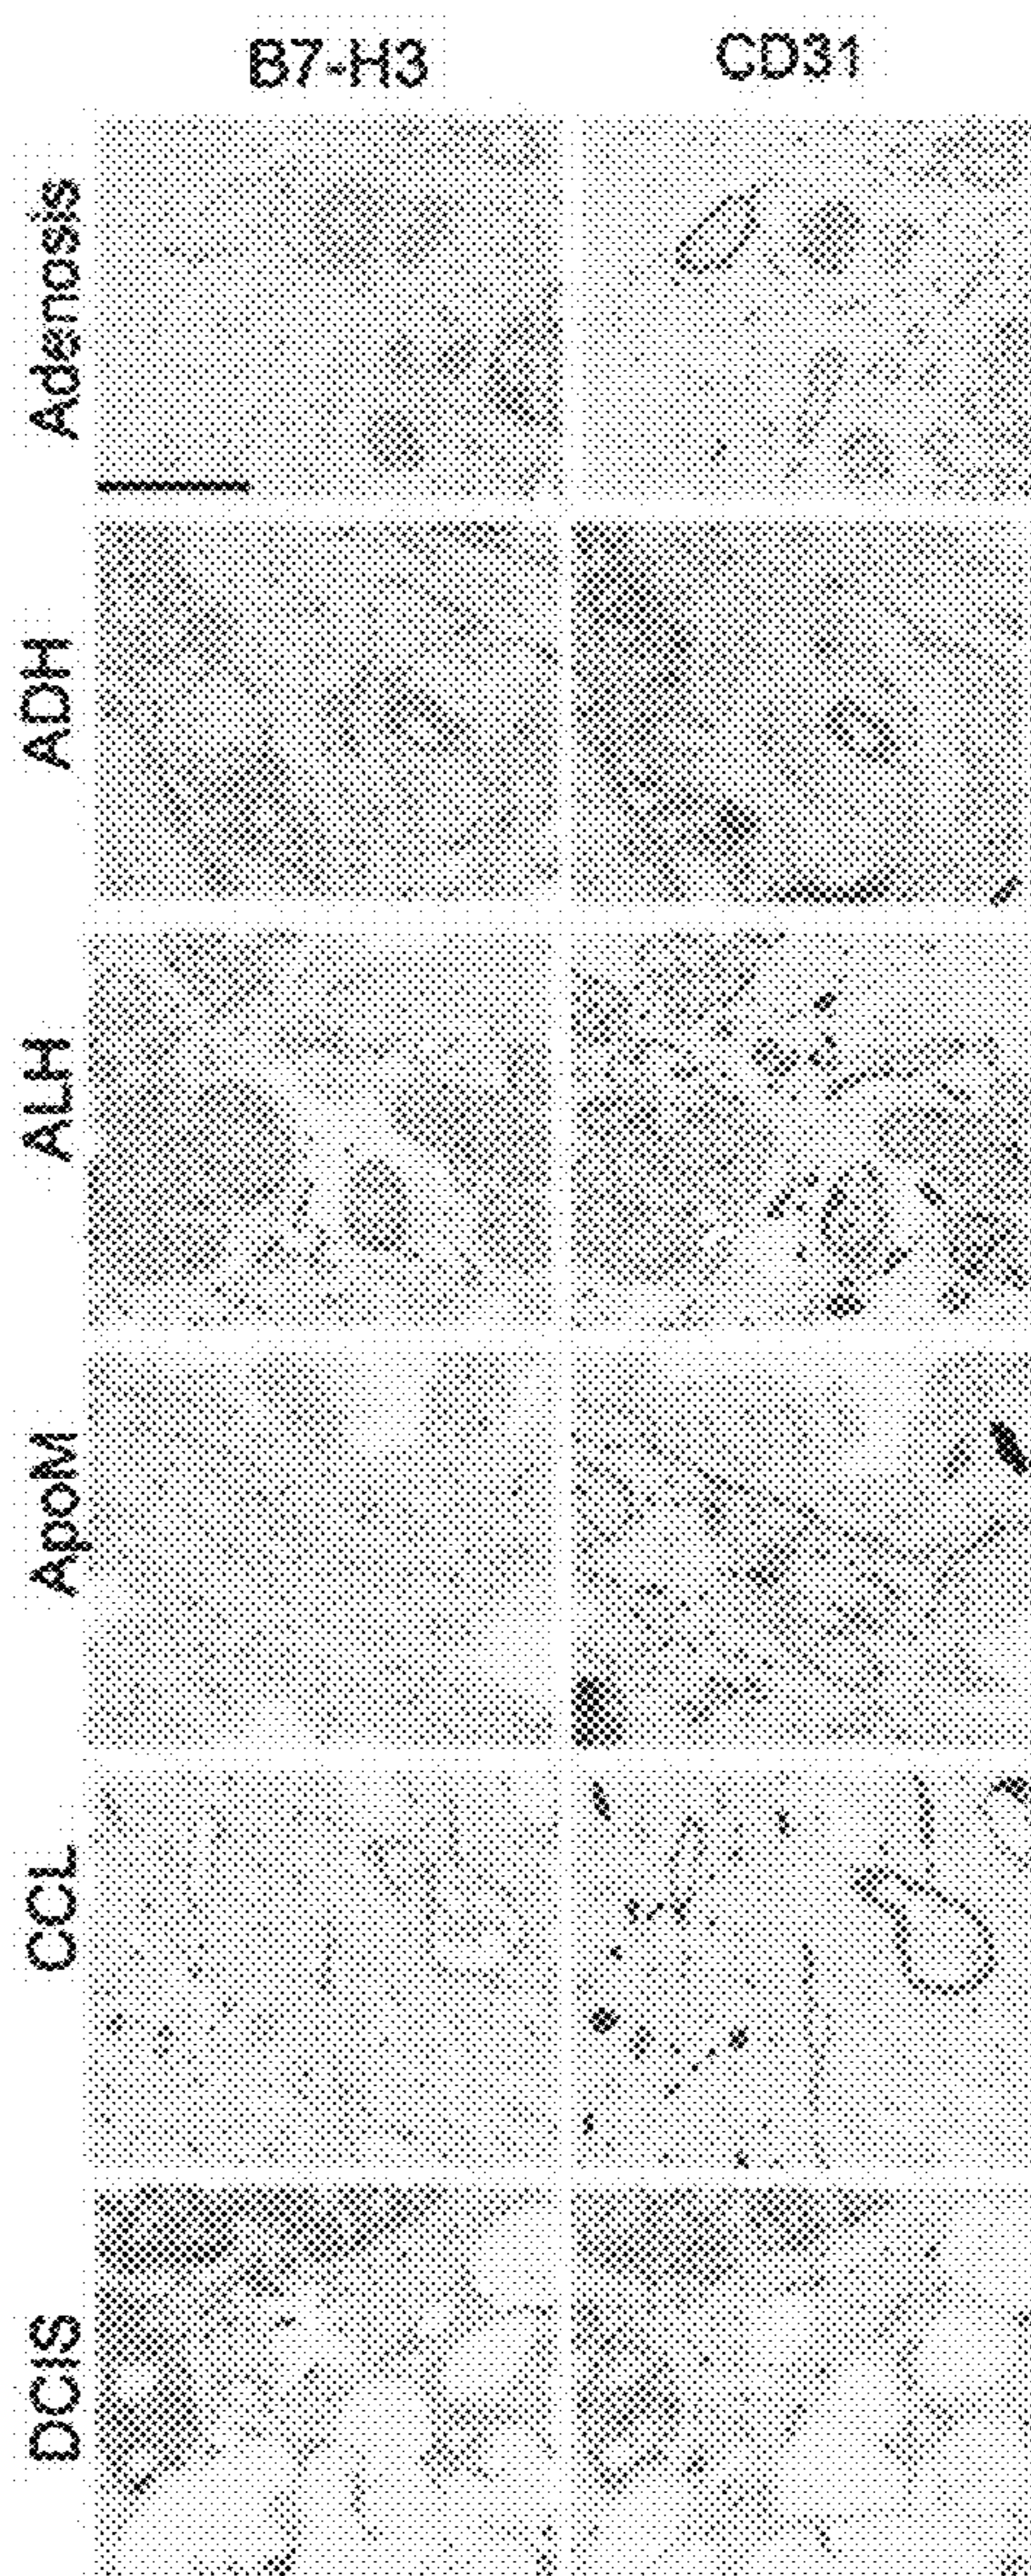 B7-H3 CD31
Adenosis
ADH
ALH
ApoM
CCL
DCIS